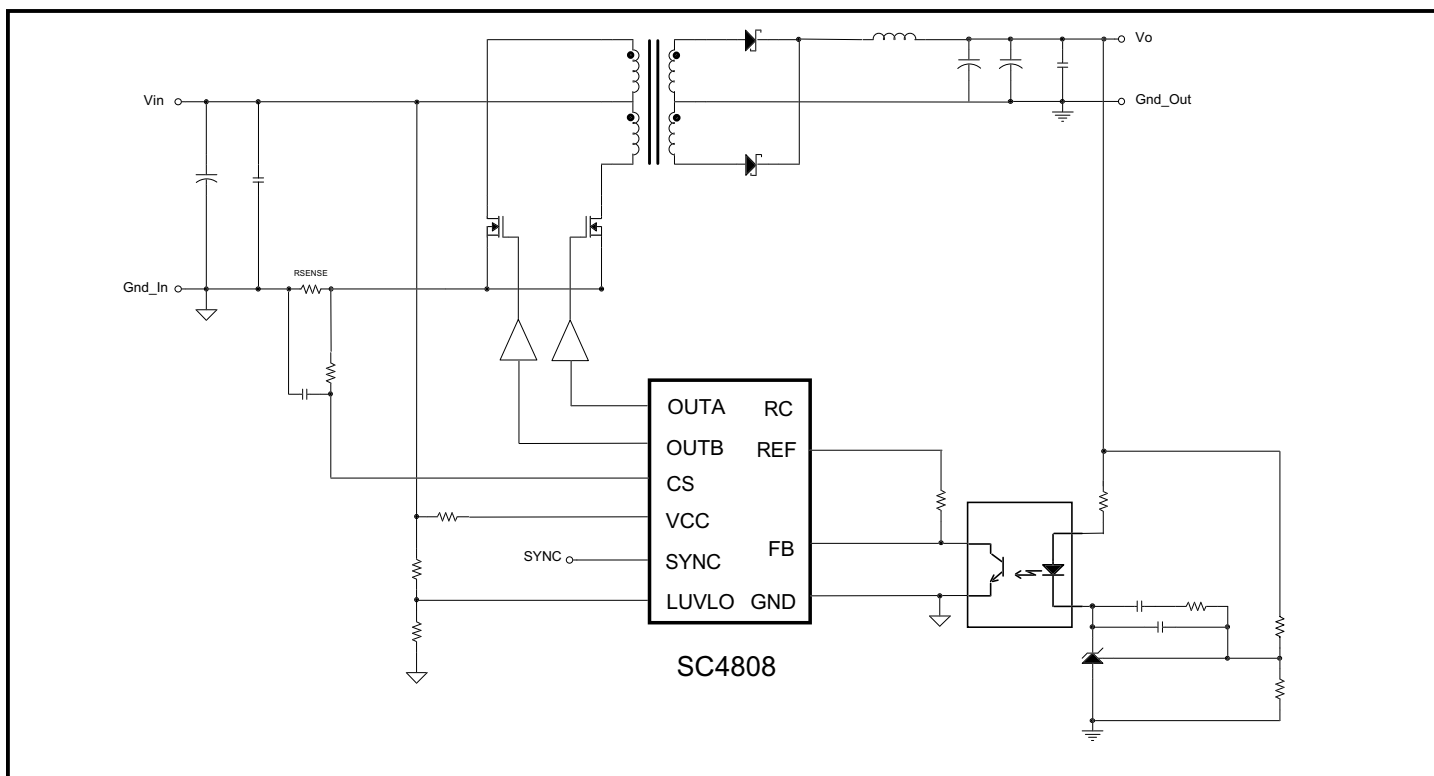 Vo
Vin
Gnd_Out
RSENSE
Gnd_In
OUTA
RC
OUTB
REF
CS
VCC
FB
SYNC
SYNC
LUVLO
GND
SC4808